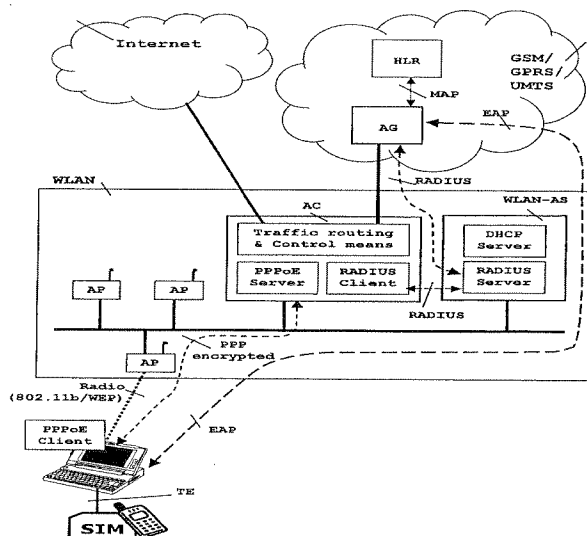 Internet
HLR
GSM/
GPRS/
UMTS
MAP
EAP
AG
WLAN
RADIUS
AC
WLAN-AS
Traffic routing
& Control means
DHCP
Server
PPPoE
Server
RADIUS
Client
RADIUS
Server
AP
AP
RADIUS
AP
PPP
encrypted
Radio
(802.11b/WEP)
PPPoE
Client
EAP
TE
SIM